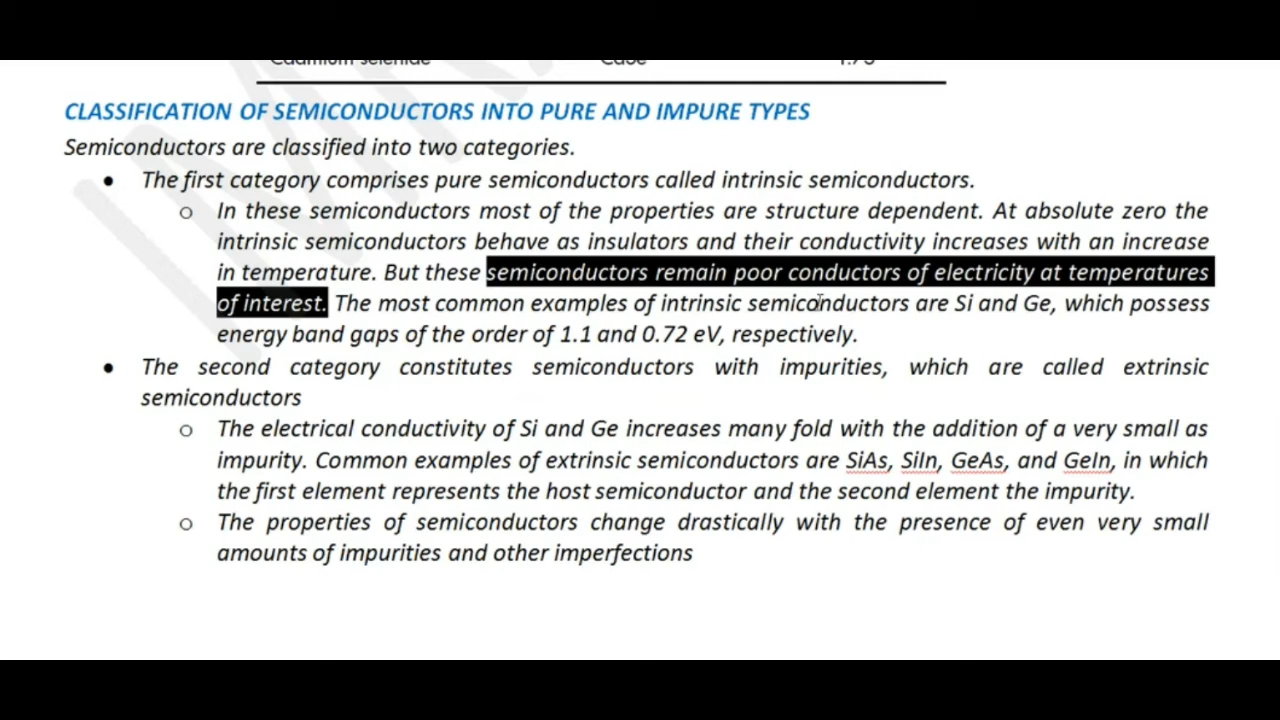 CLASSIFICATION OF SEMICONDUCTORS INTO PURE AND IMPURE TYPES
Semiconductors are classified into two categories.
• The first category comprises pure semiconductors called intrinsic semiconductors.
o In these semiconductors most of the properties are structure dependent. At absolute zero the
intrinsic semiconductors behave as insulators and their conductivity increases with an increase
in temperature. But these semiconductors remain poor conductors of electricity at temperatures
of interest. The most common examples of intrinsic semiconductors are Si and Ge, which possess
energy band gaps of the order of 1.1 and 0.72 eV, respectively.
• The second category constitutes semiconductors with impurities, which are called extrinsic
semiconductors
o The electrical conductivity of Si and Ge increases many fold with the addition of a very small as
impurity. Common examples of extrinsic semiconductors are SiAs, SiIn, GeAs, and GeIn, in which
the first element represents the host semiconductor and the second element the impurity.
o The properties of semiconductors change drastically with the presence of even very small
amounts of impurities and other imperfections